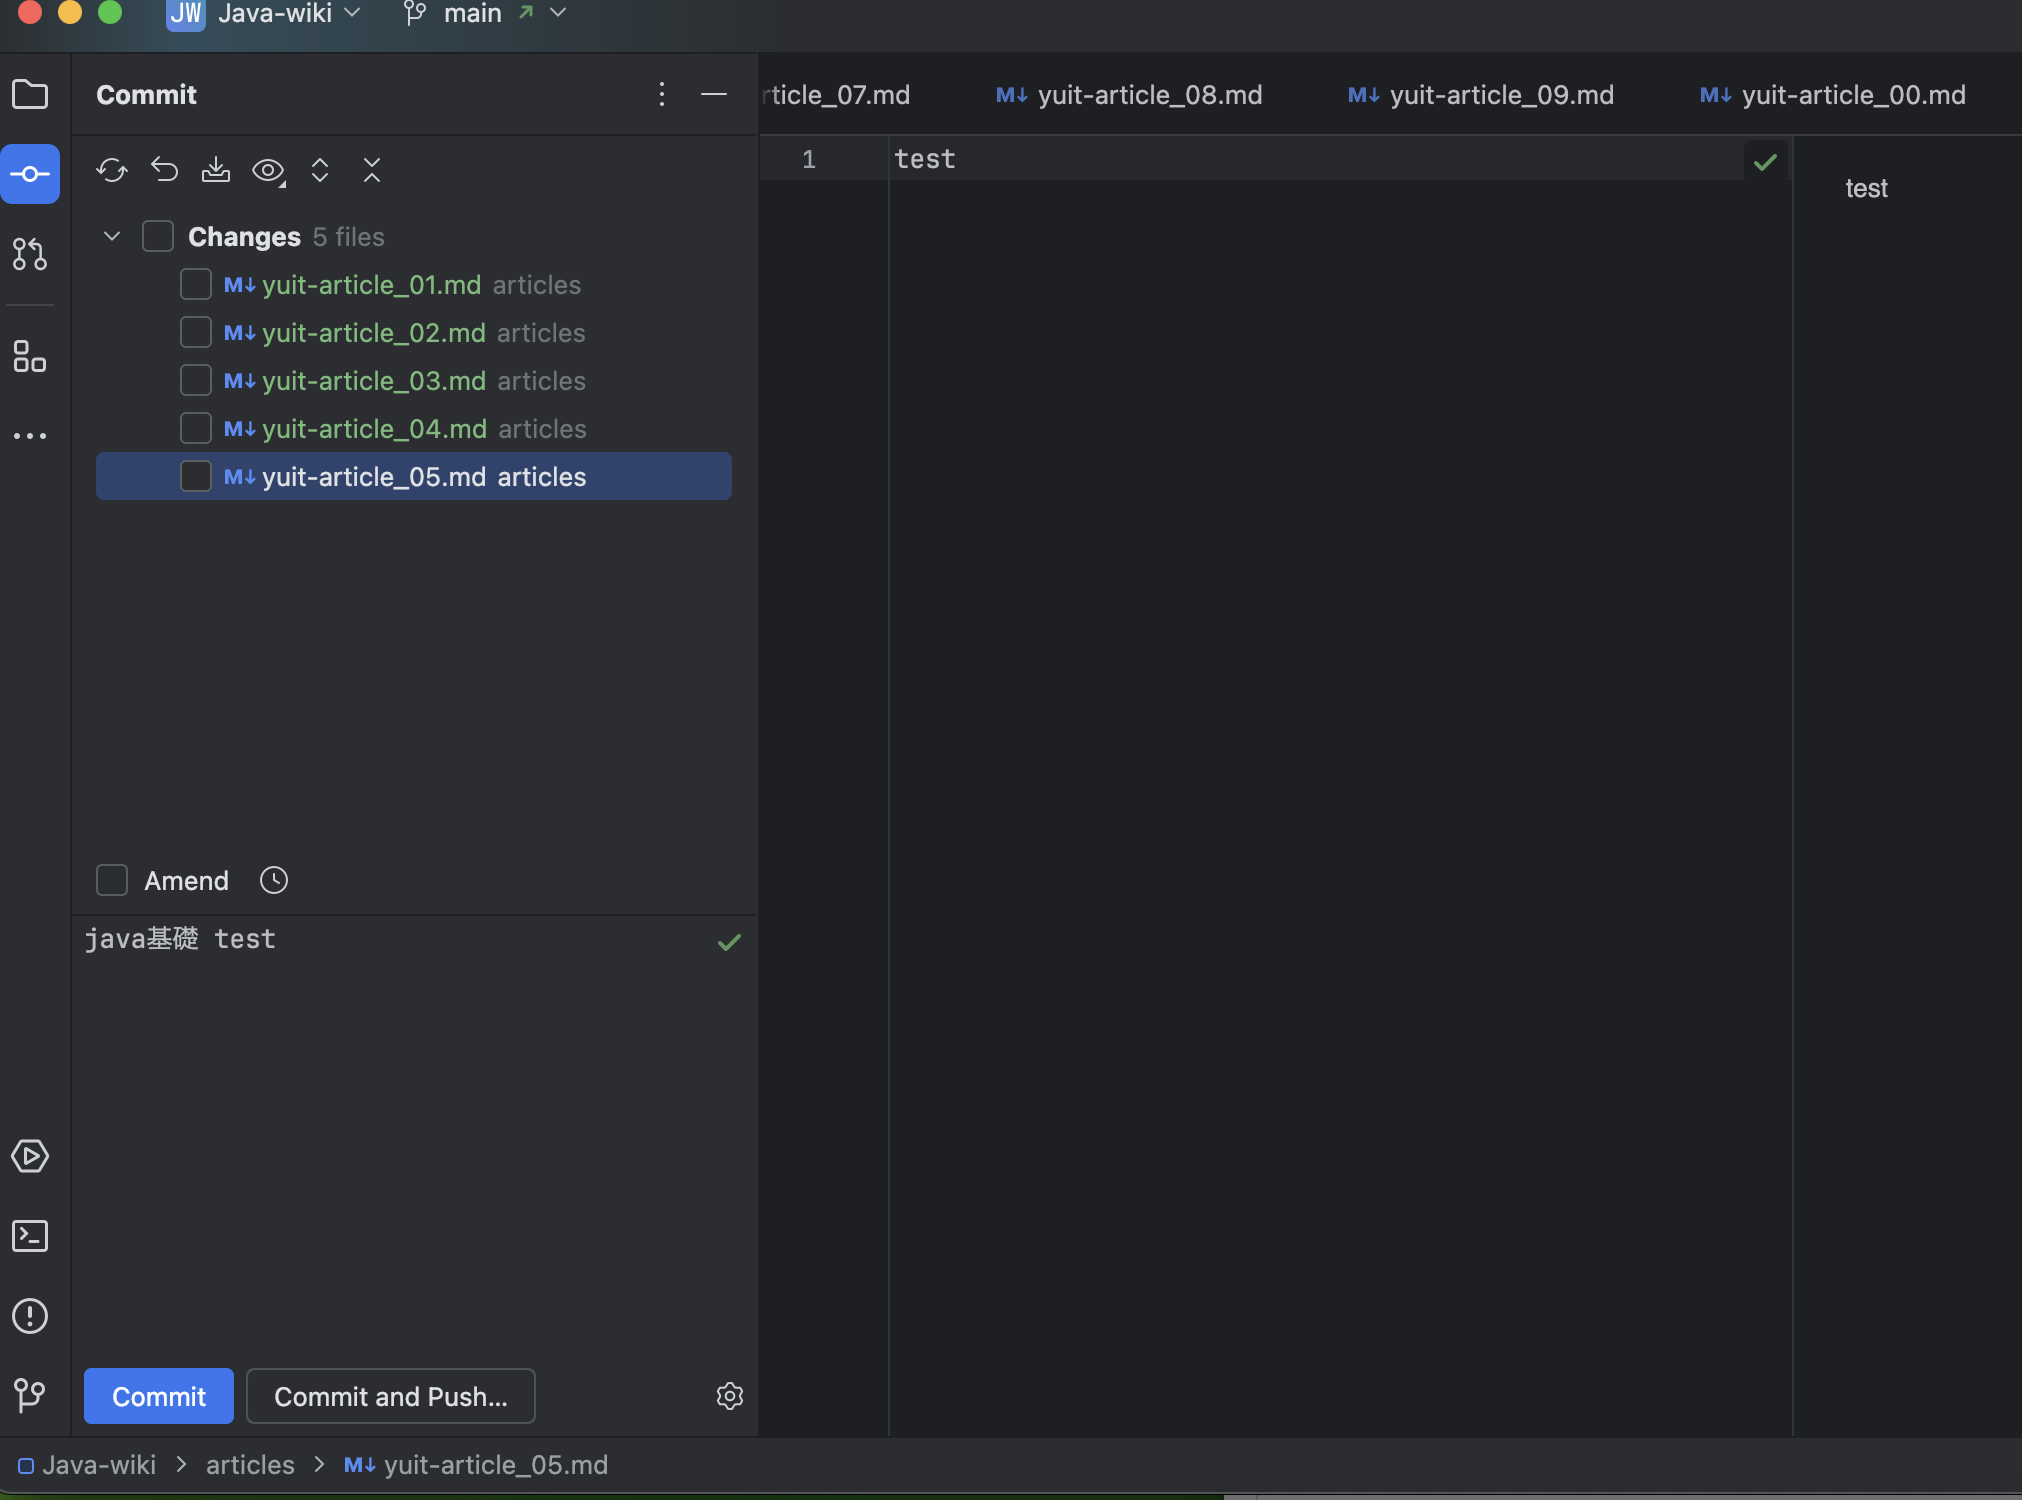 JW Java-wiki main
Commit
rticle_07.md yuit-article_08.md yuit-article_09.md yuit-article_00.md
Changes 5 files
yuit-article_01.md articles
yuit-article_02.md articles
yuit-article_03.md articles
yuit-article_04.md articles
yuit-article_05.md articles
1 test
test
Amend
java基礎 test
Commit Commit and Push...
Java-wiki > articles > M↓ yuit-article_05.md